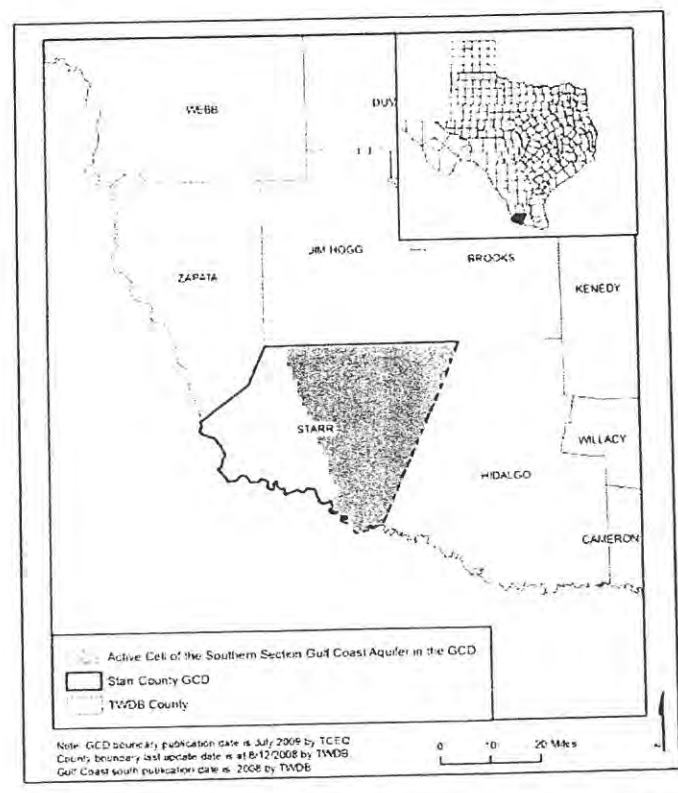 WEBB
DUV
JIM HOGG
BROOKS
ZAPATA
KENEDY
STARR
WILLACY
HIDALGO
CAMERON
Active Cell of the Southern Section Gulf Coast Aquifer in the GCD
Starr County GCD
TWDB County
Note: GCD boundary publication date is July 2009 by TCEQ
County boundary last update date is at 8/12/2008 by TWDB
Gulf Coast south publication date is 2008 by TWDB
0 10 20 Miles